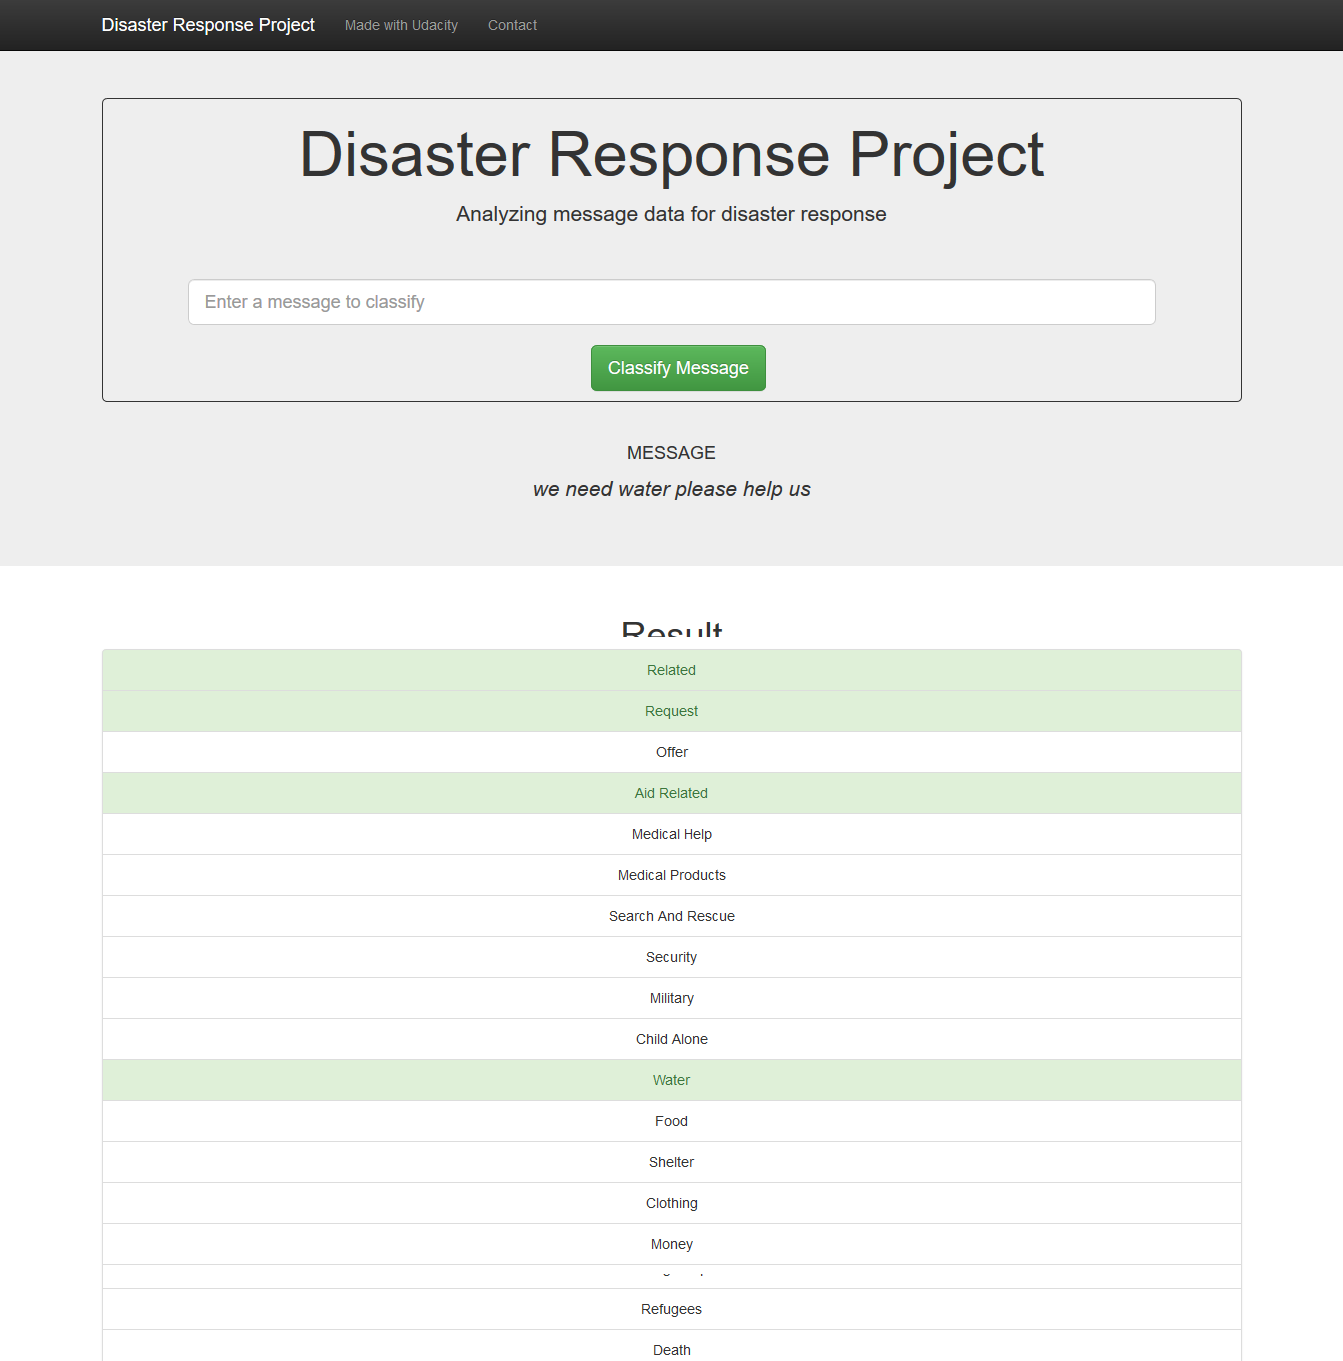 Disaster Response Project Made with Udacity Contact
Disaster Response Project
Analyzing message data for disaster response
Enter a message to classify
Classify Message
MESSAGE
we need water please help us
Result
Related
Request
Offer
Aid Related
Medical Help
Medical Products
Search And Rescue
Security
Military
Child Alone
Water
Food
Shelter
Clothing
Money
Refugees
Death